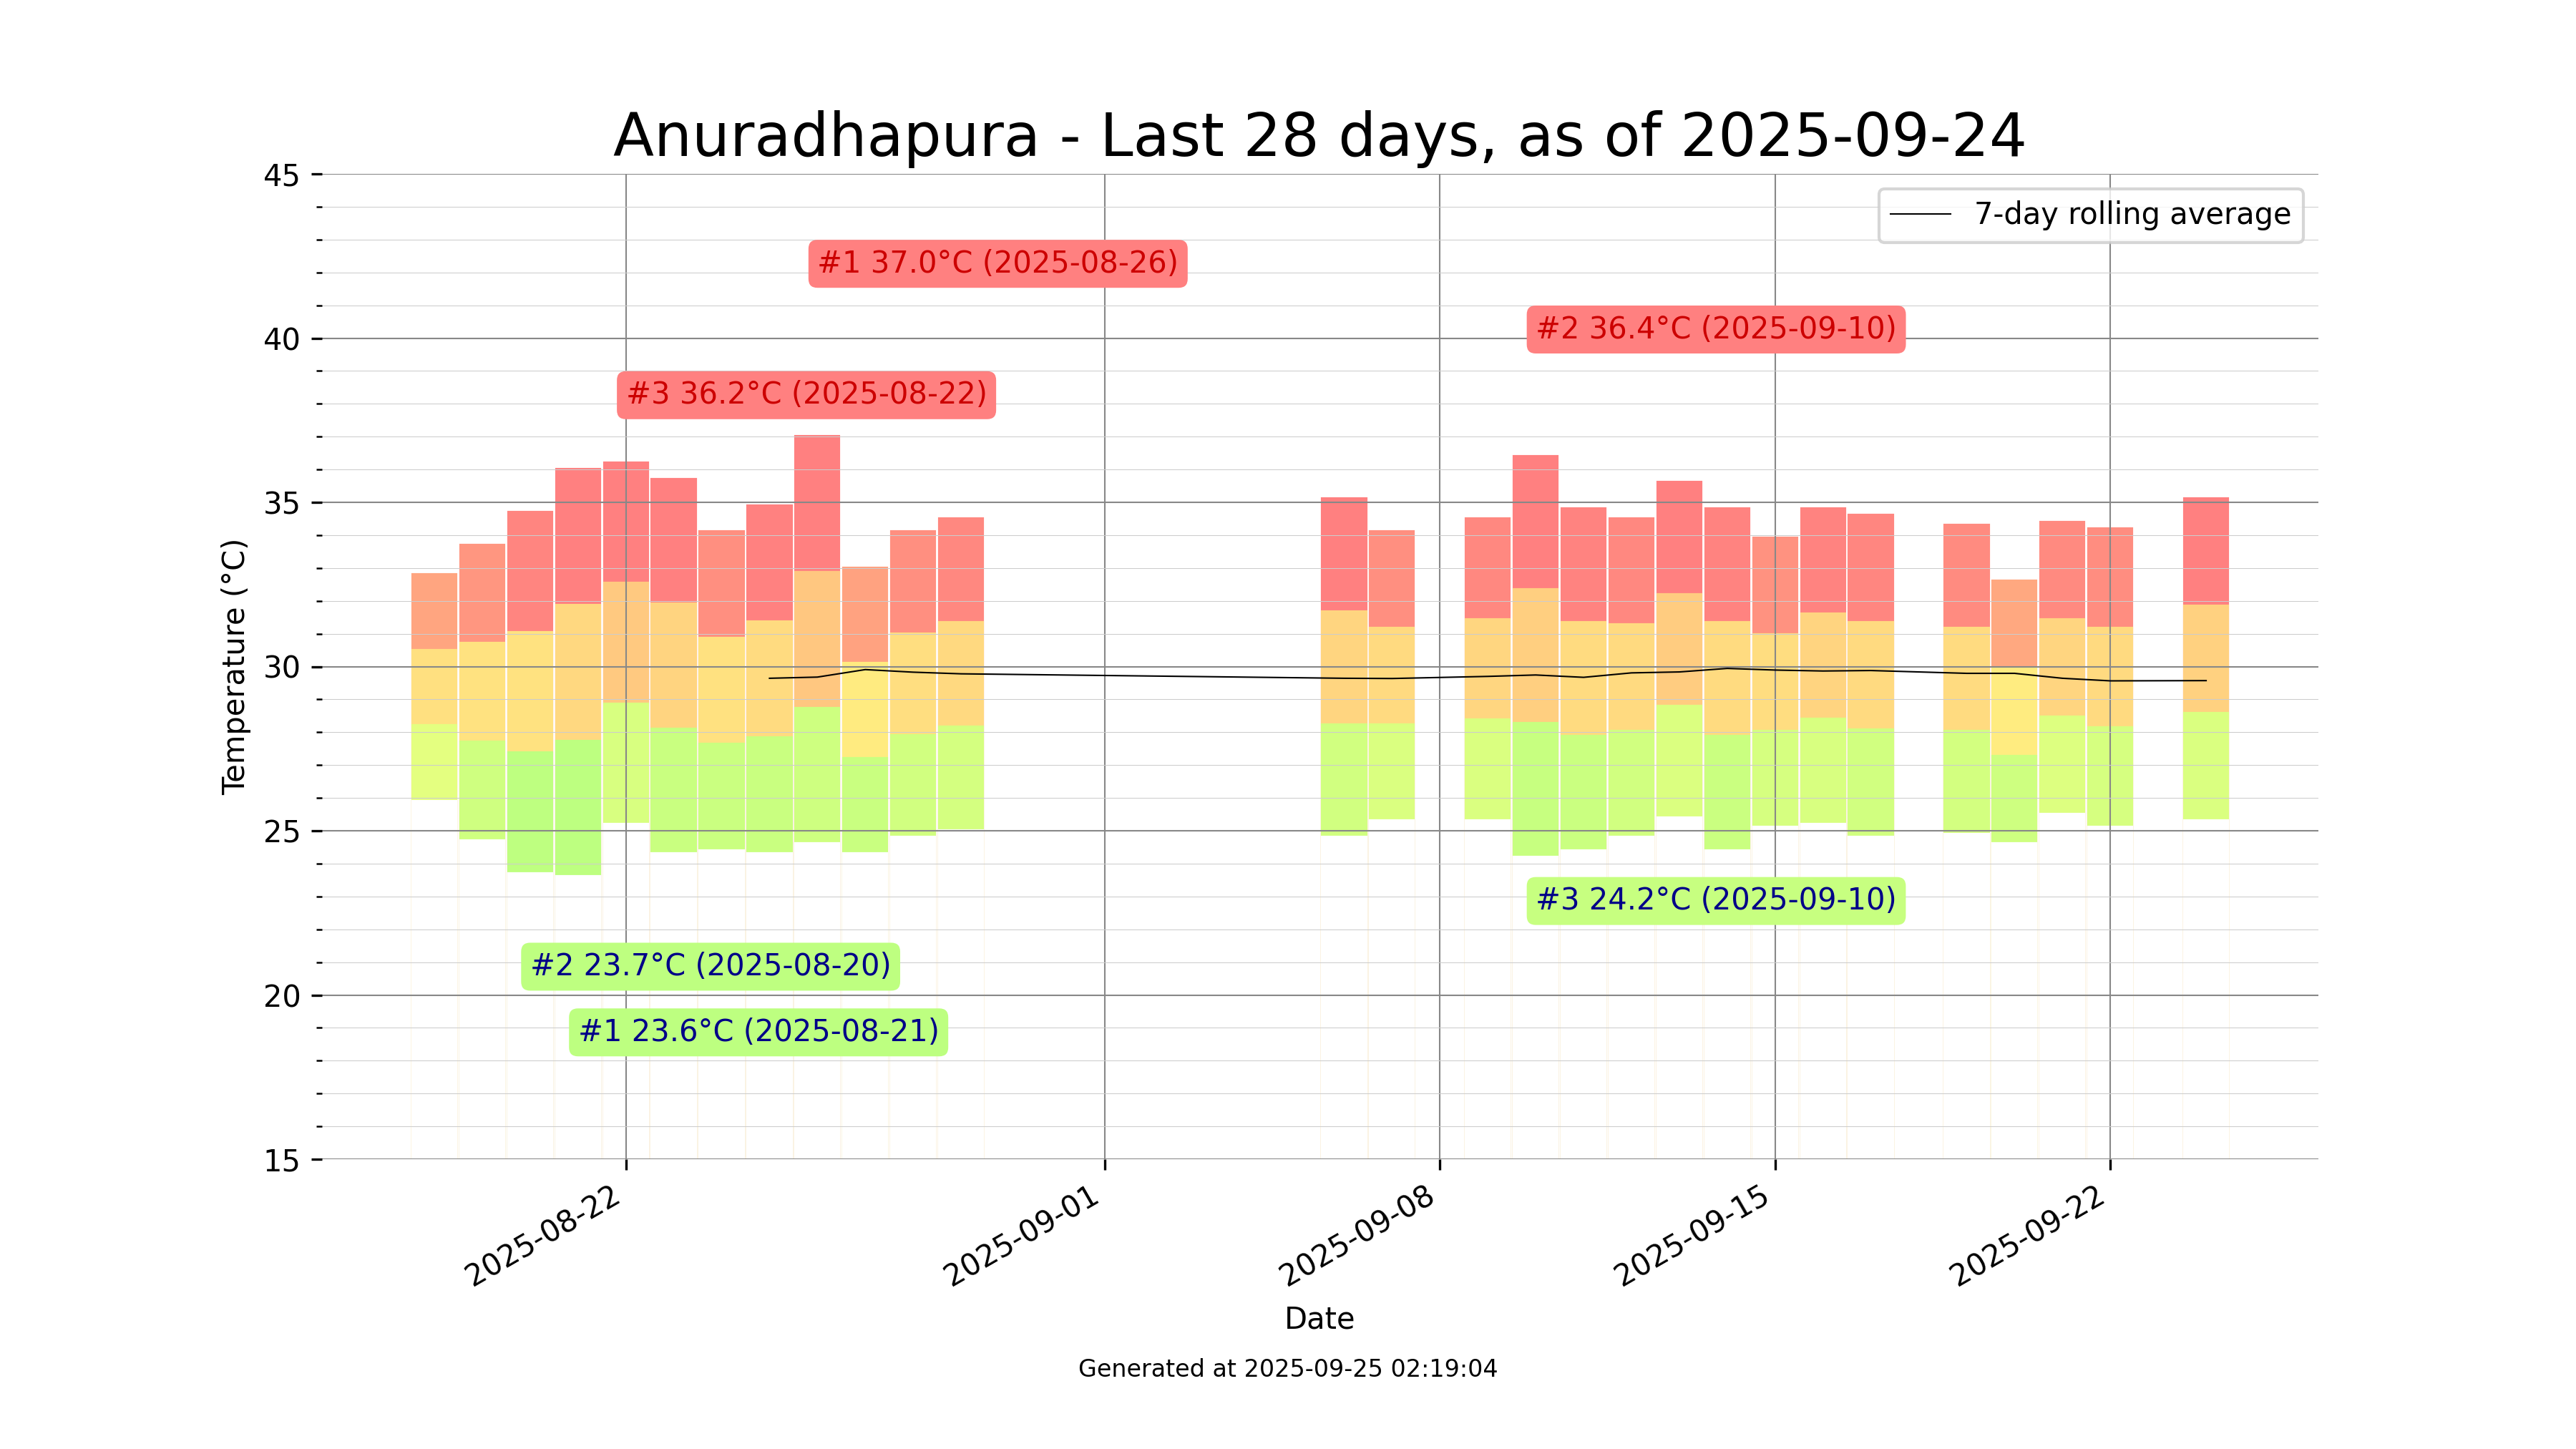 Anuradhapura - Last 28 days, as of 2025-09-24
7-day rolling average
#1 37.0°C (2025-08-26)
#2 36.4°C (2025-09-10)
#3 36.2°C (2025-08-22)
#3 24.2°C (2025-09-10)
#2 23.7°C (2025-08-20)
#1 23.6°C (2025-08-21)
Temperature (°C)
45
40
35
30
25
20
15
2025-08-22
2025-09-01
2025-09-08
2025-09-15
2025-09-22
Date
Generated at 2025-09-25 02:19:04